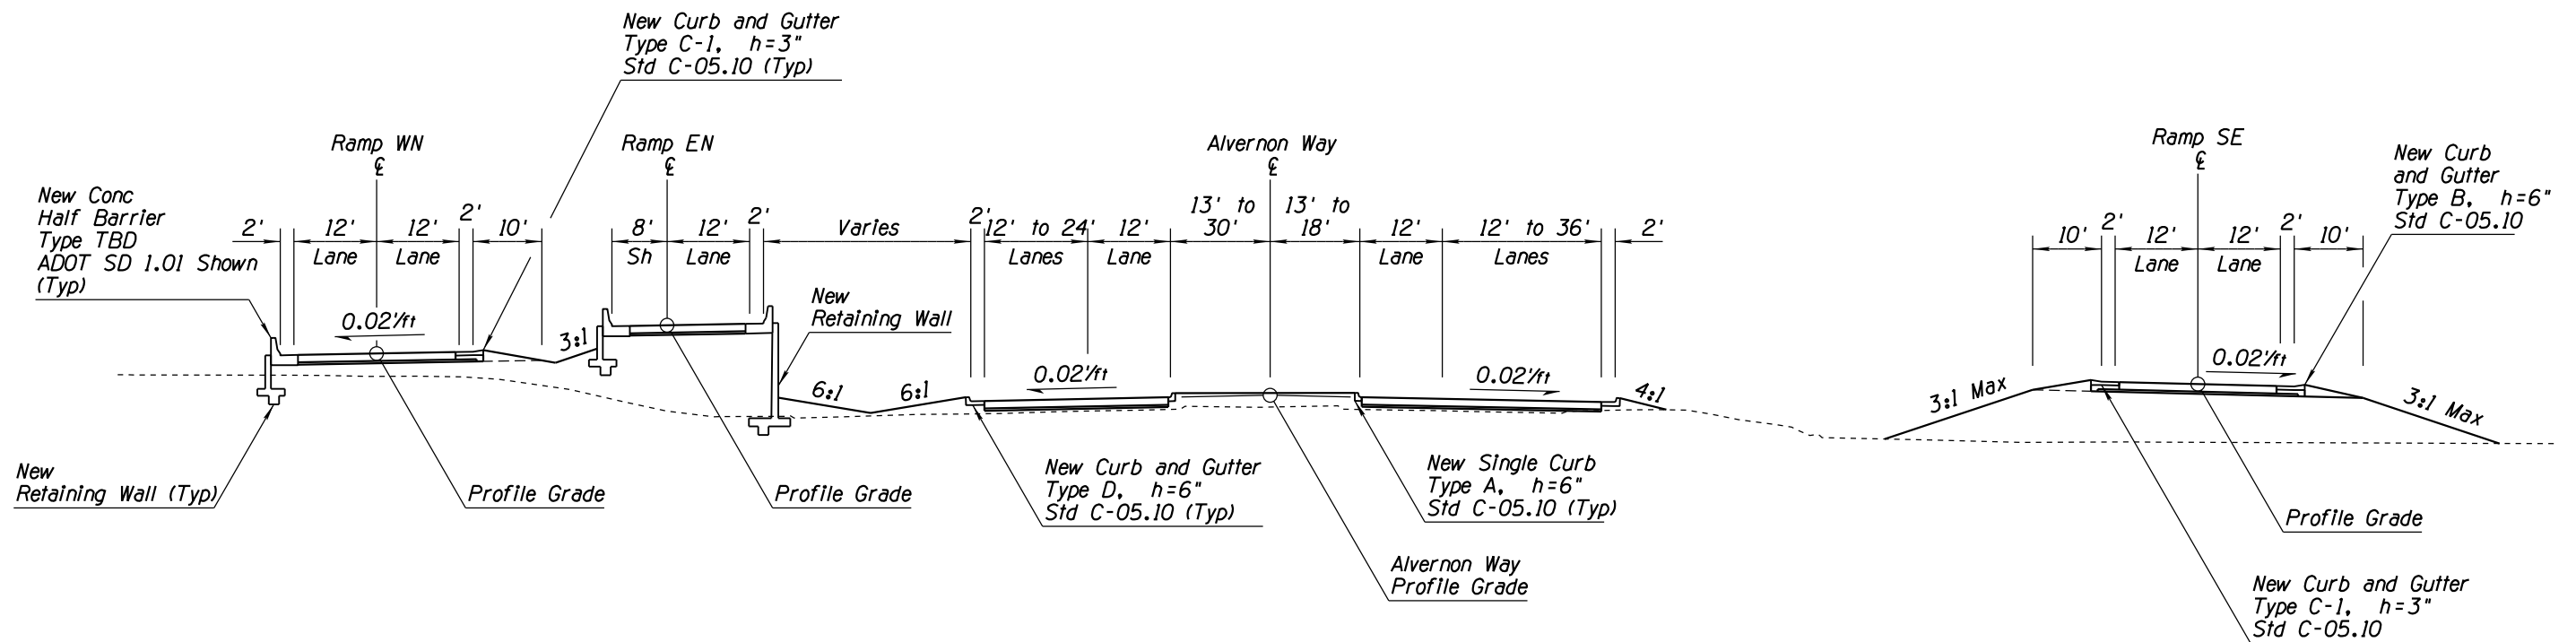 New Curb and Gutter
Type C-1, h=3"
Std C-05.10 (Typ)
Ramp WN
℄
Ramp EN
℄
Alvernon Way
℄
Ramp SE
℄
New Conc
Half Barrier
Type TBD
ADOT SD 1.01 Shown
(Typ)
New Curb
and Gutter
Type B, h=6"
Std C-05.10
2' 12' 12' 2' 10'
Lane Lane
8' 12' 2'
Sh Lane
Varies
2' 12' to 24' 12' 13' to 30' 13' to 18' 12' 12' to 36' 2'
Lanes Lane Lane Lanes
10' 2' 12' 12' 2' 10'
Lane Lane
0.02'/ft
3:1
New
Retaining Wall
6:1 6:1
0.02'/ft
0.02'/ft
4:1
3:1 Max
0.02'/ft
3:1 Max
New
Retaining Wall (Typ)
Profile Grade
Profile Grade
New Curb and Gutter
Type D, h=6"
Std C-05.10 (Typ)
New Single Curb
Type A, h=6"
Std C-05.10 (Typ)
Alvernon Way
Profile Grade
Profile Grade
New Curb and Gutter
Type C-1, h=3"
Std C-05.10